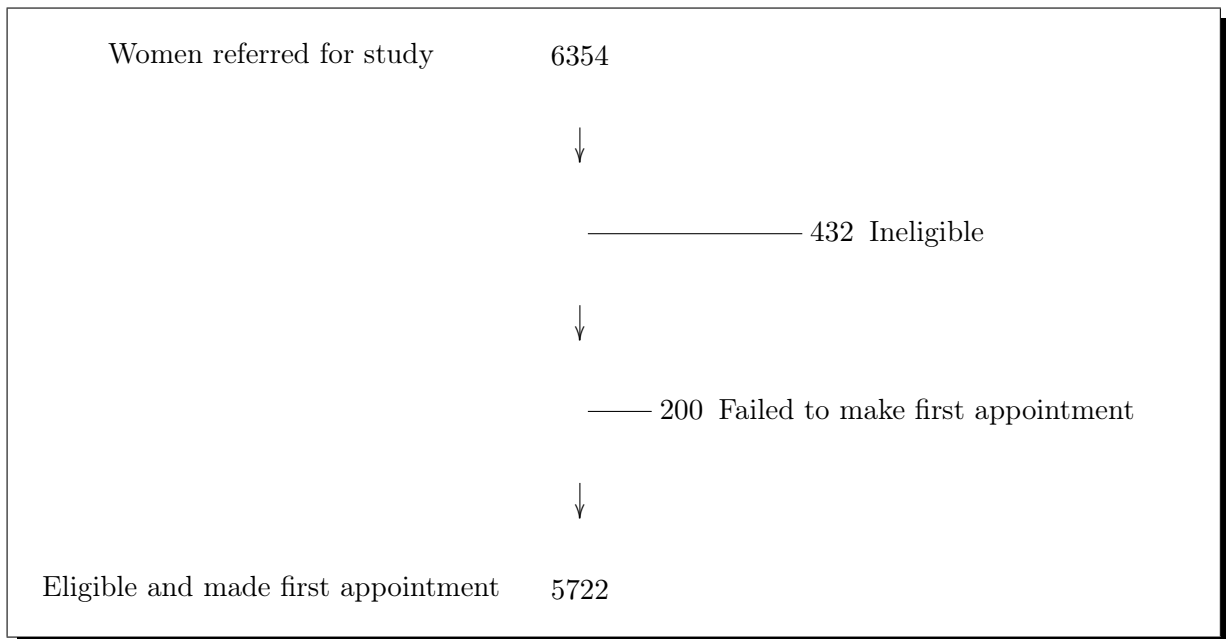 Women referred for study 6354
432 Ineligible
200 Failed to make first appointment
Eligible and made first appointment 5722